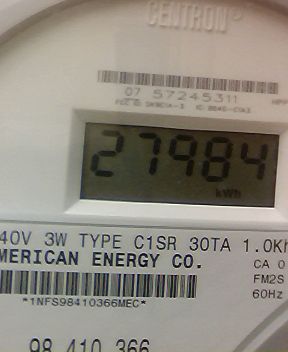 CENTRON®
07 57245311
27984
kWh
40V 3W TYPE C1SR 30TA 1.0Kh
MERICAN ENERGY CO.
CA 0
FM2S
60Hz
*1NFS98410366MEC*
98 410 366